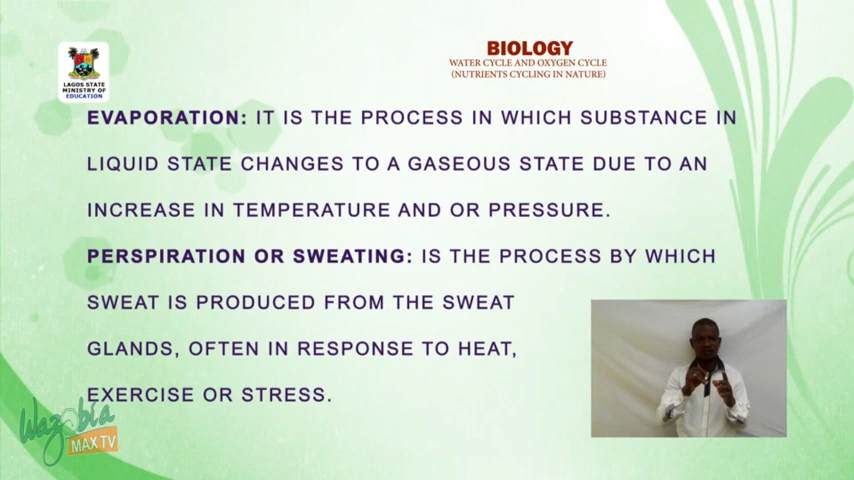 BIOLOGY
WATER CYCLE AND OXYGEN CYCLE
(NUTRIENTS CYCLING IN NATURE)
LAGOS STATE
MINISTRY OF
EDUCATION
EVAPORATION: IT IS THE PROCESS IN WHICH SUBSTANCE IN
LIQUID STATE CHANGES TO A GASEOUS STATE DUE TO AN
INCREASE IN TEMPERATURE AND OR PRESSURE.
PERSPIRATION OR SWEATING: IS THE PROCESS BY WHICH
SWEAT IS PRODUCED FROM THE SWEAT
GLANDS, OFTEN IN RESPONSE TO HEAT,
EXERCISE OR STRESS.
Wazobia
MAX TV